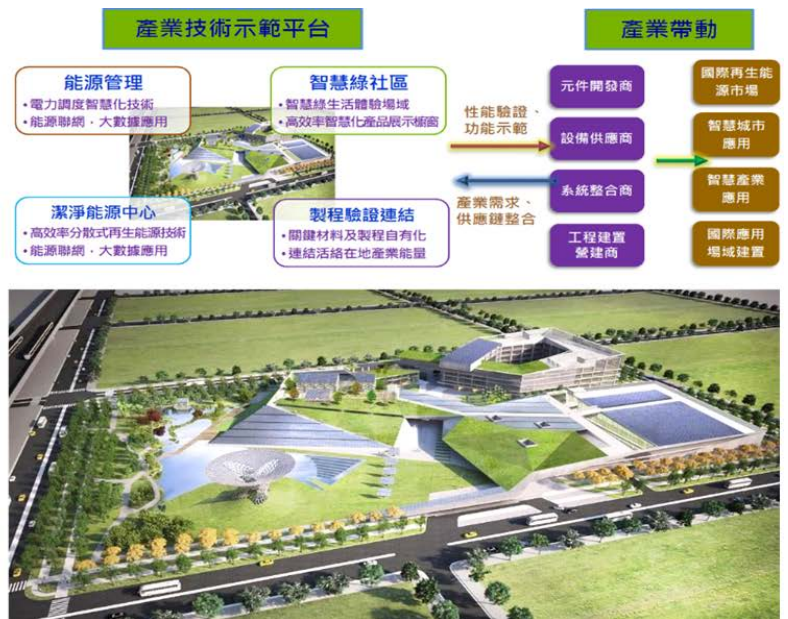 產業技術示範平台
產業帶動
能源管理
•電力調度智慧化技術
•能源聯網，大數據應用
智慧綠社區
•智慧綠生活體驗場域
•高效率智慧化產品展示櫥窗
潔淨能源中心
•高效率分散式再生能源技術
•能源聯網，大數據應用
製程驗證連結
•關鍵材料及製程自有化
•連結活絡在地產業能量
性能驗證、
功能示範
產業需求、
供應鏈整合
元件開發商
設備供應商
系統整合商
工程建置
營建商
國際再生能
源市場
智慧城市
應用
智慧產業
應用
國際應用
場域建置